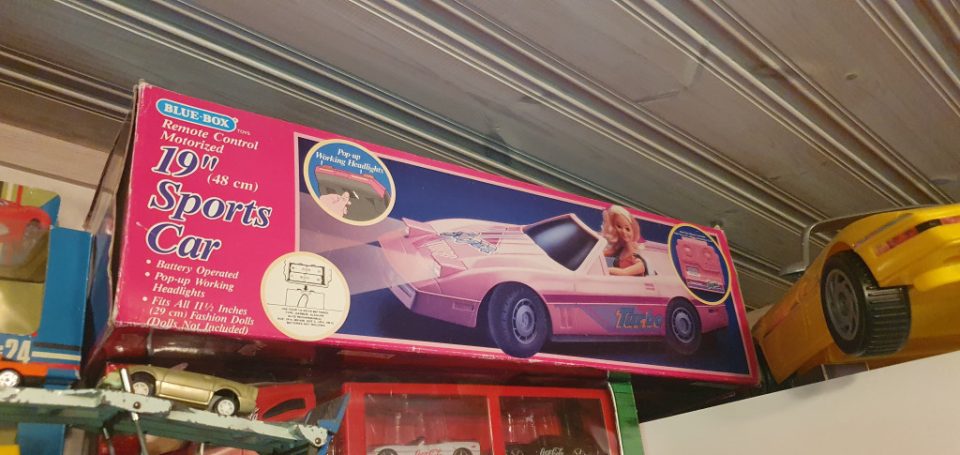 BLUE-BOX
TOYS
Remote Control
Motorized
19"
(48 cm)
Sports
Car
• Battery Operated
• Pop-up Working
Headlights
• Fits All 11½ Inches
(29 cm) Fashion Dolls
(Dolls Not Included)
Pop-up
Working Headlights
Turbo
-24
Coca-Cola